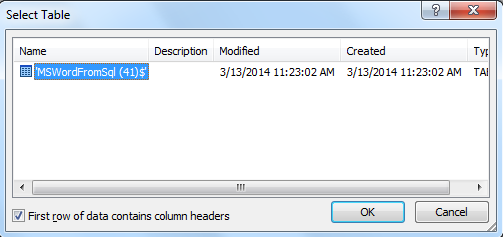 Select Table
Name Description Modified Created Typ
'MSWordFromSql (41)$' 3/13/2014 11:23:02 AM 3/13/2014 11:23:02 AM TAI
First row of data contains column headers OK Cancel